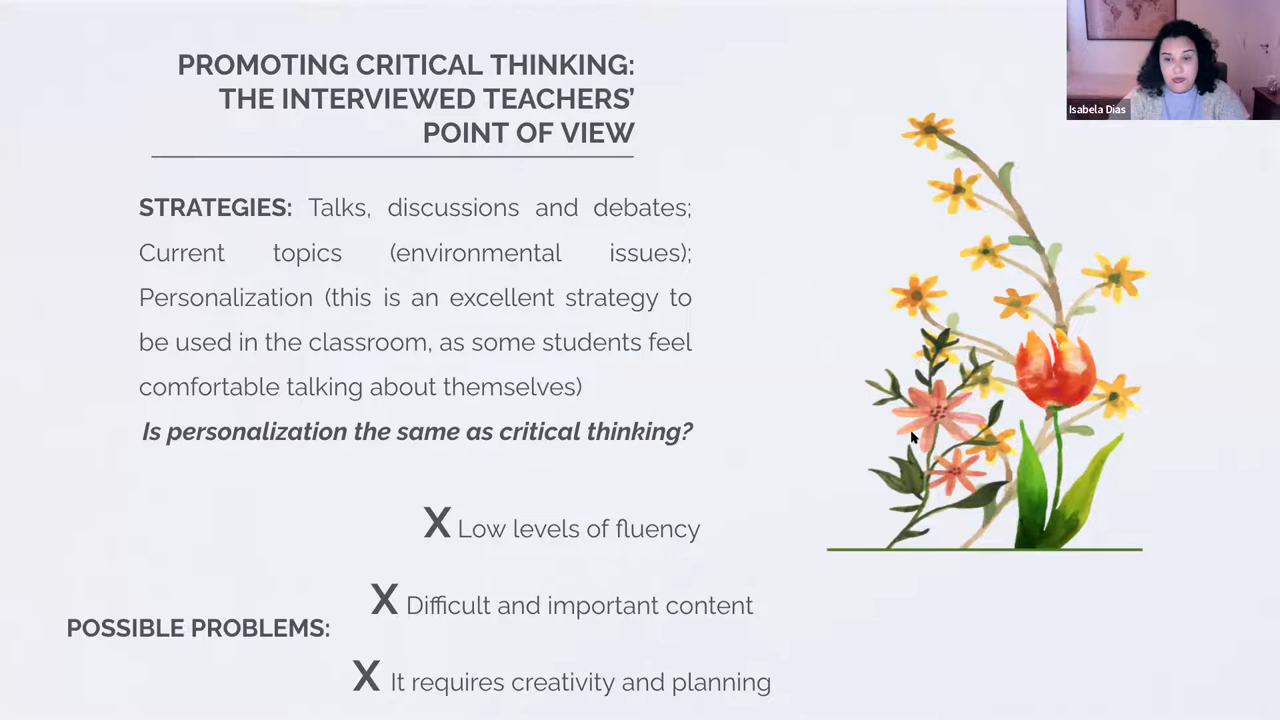 PROMOTING CRITICAL THINKING:
THE INTERVIEWED TEACHERS'
POINT OF VIEW
Isabela Dias
STRATEGIES: Talks, discussions and debates;
Current topics (environmental issues);
Personalization (this is an excellent strategy to
be used in the classroom, as some students feel
comfortable talking about themselves)
Is personalization the same as critical thinking?
X Low levels of fluency
X Difficult and important content
POSSIBLE PROBLEMS:
X It requires creativity and planning